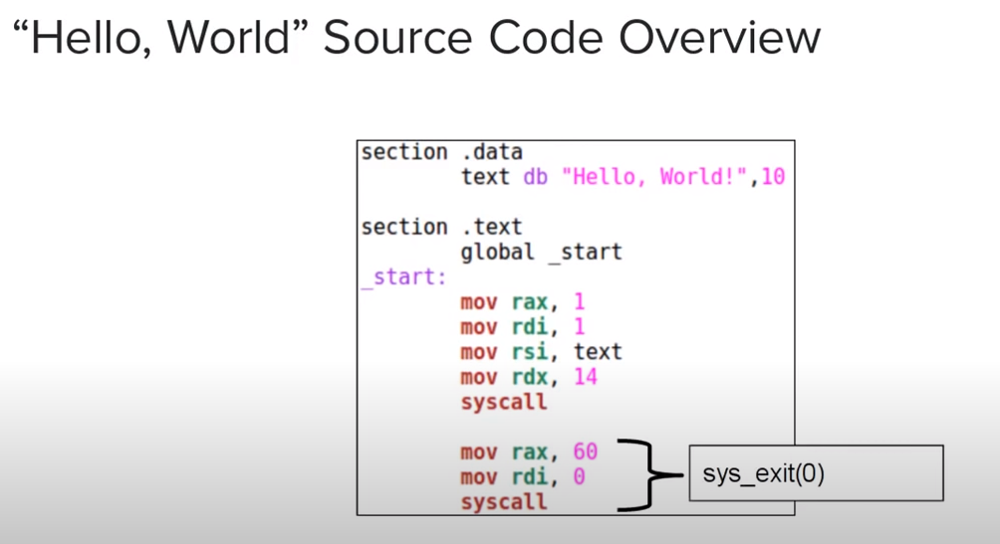 “Hello, World” Source Code Overview
section .data
text db "Hello, World!",10
section .text
global _start
_start:
mov rax, 1
mov rdi, 1
mov rsi, text
mov rdx, 14
syscall
mov rax, 60
mov rdi, 0
syscall
sys_exit(0)